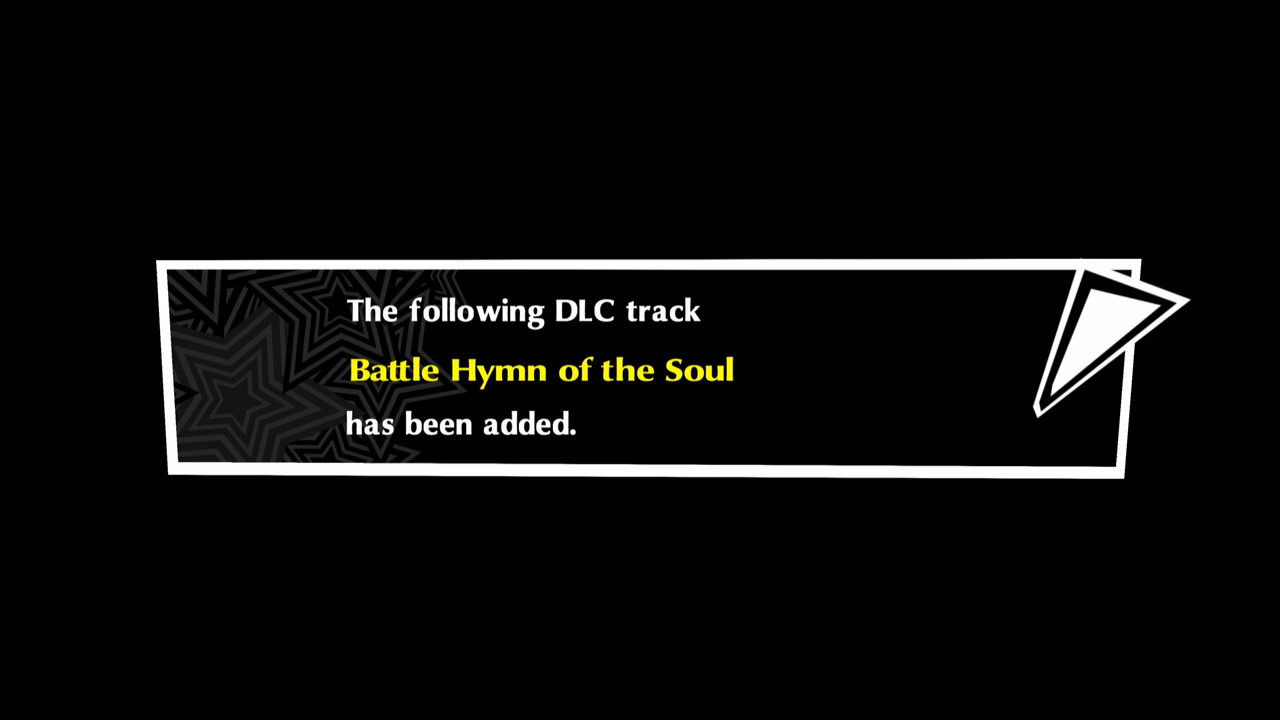 The following DLC track
Battle Hymn of the Soul
has been added.